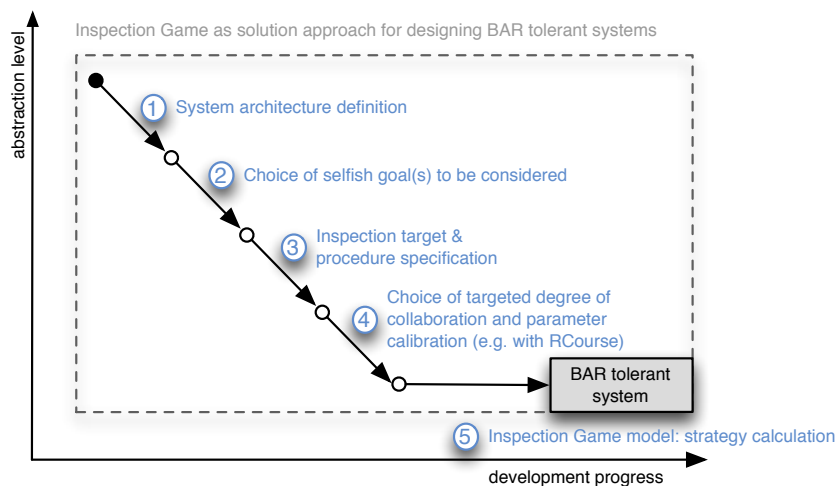 Inspection Game as solution approach for designing BAR tolerant systems
abstraction level
1 System architecture definition
2 Choice of selfish goal(s) to be considered
3 Inspection target &
procedure specification
4 Choice of targeted degree of
collaboration and parameter
calibration (e.g. with RCourse)
BAR tolerant
system
5 Inspection Game model: strategy calculation
development progress